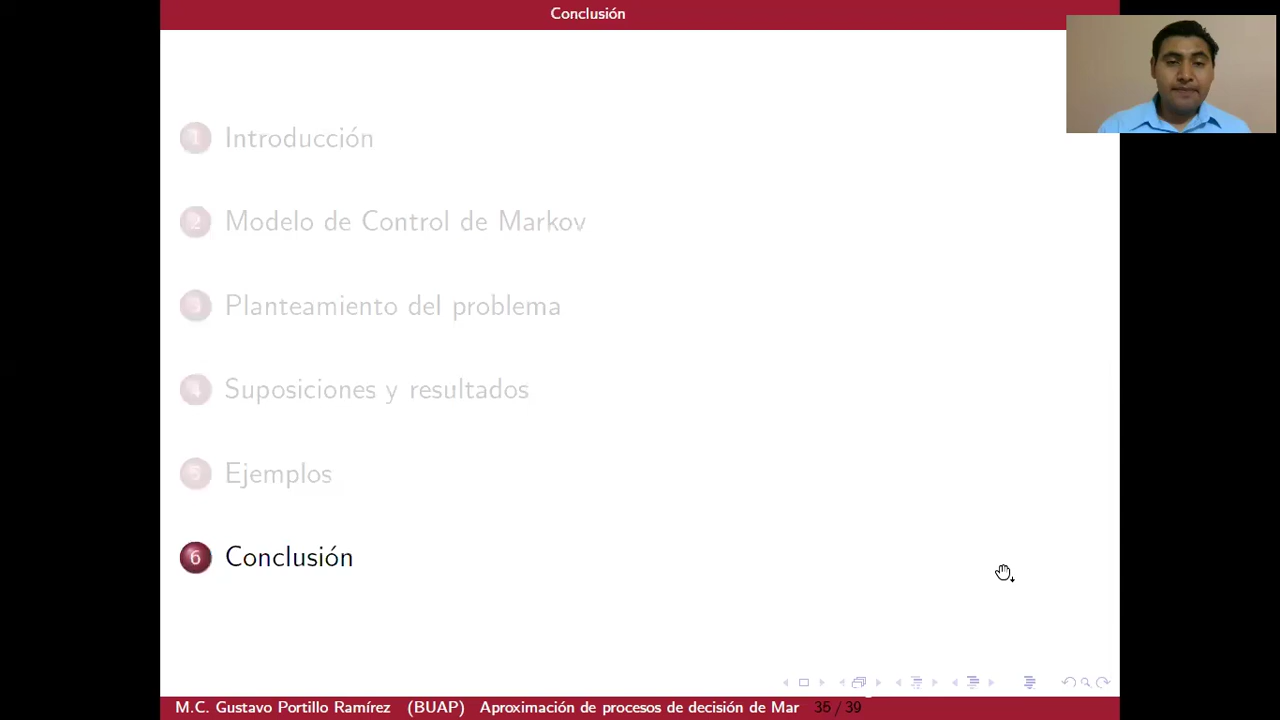 Conclusión
1 Introducción
2 Modelo de Control de Markov
3 Planteamiento del problema
4 Suposiciones y resultados
5 Ejemplos
6 Conclusión
M.C. Gustavo Portillo Ramírez (BUAP) Aproximación de procesos de decisión de Mar 35 / 39